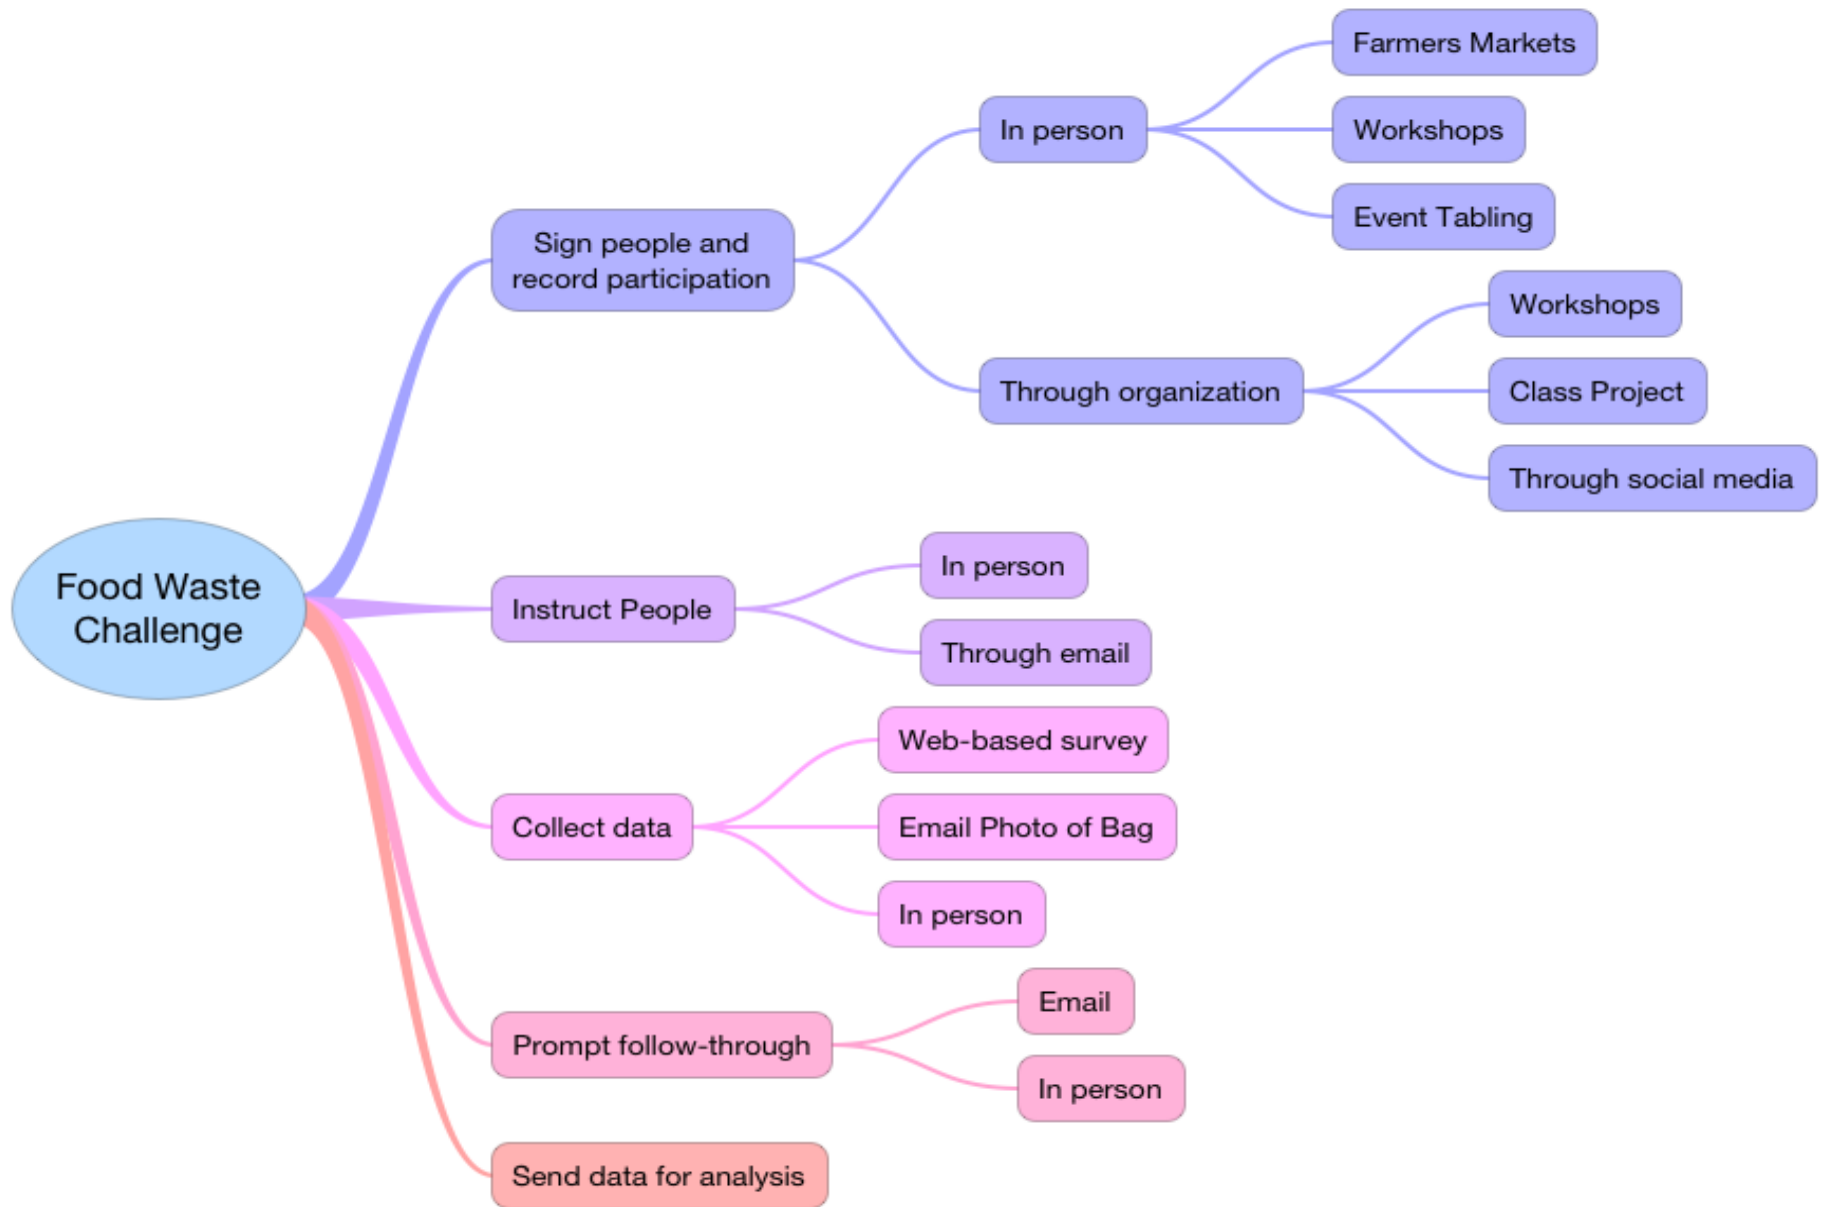 Food Waste
Challenge
Sign people and
record participation
In person
Farmers Markets
Workshops
Event Tabling
Through organization
Workshops
Class Project
Through social media
Instruct People
In person
Through email
Collect data
Web-based survey
Email Photo of Bag
In person
Prompt follow-through
Email
In person
Send data for analysis